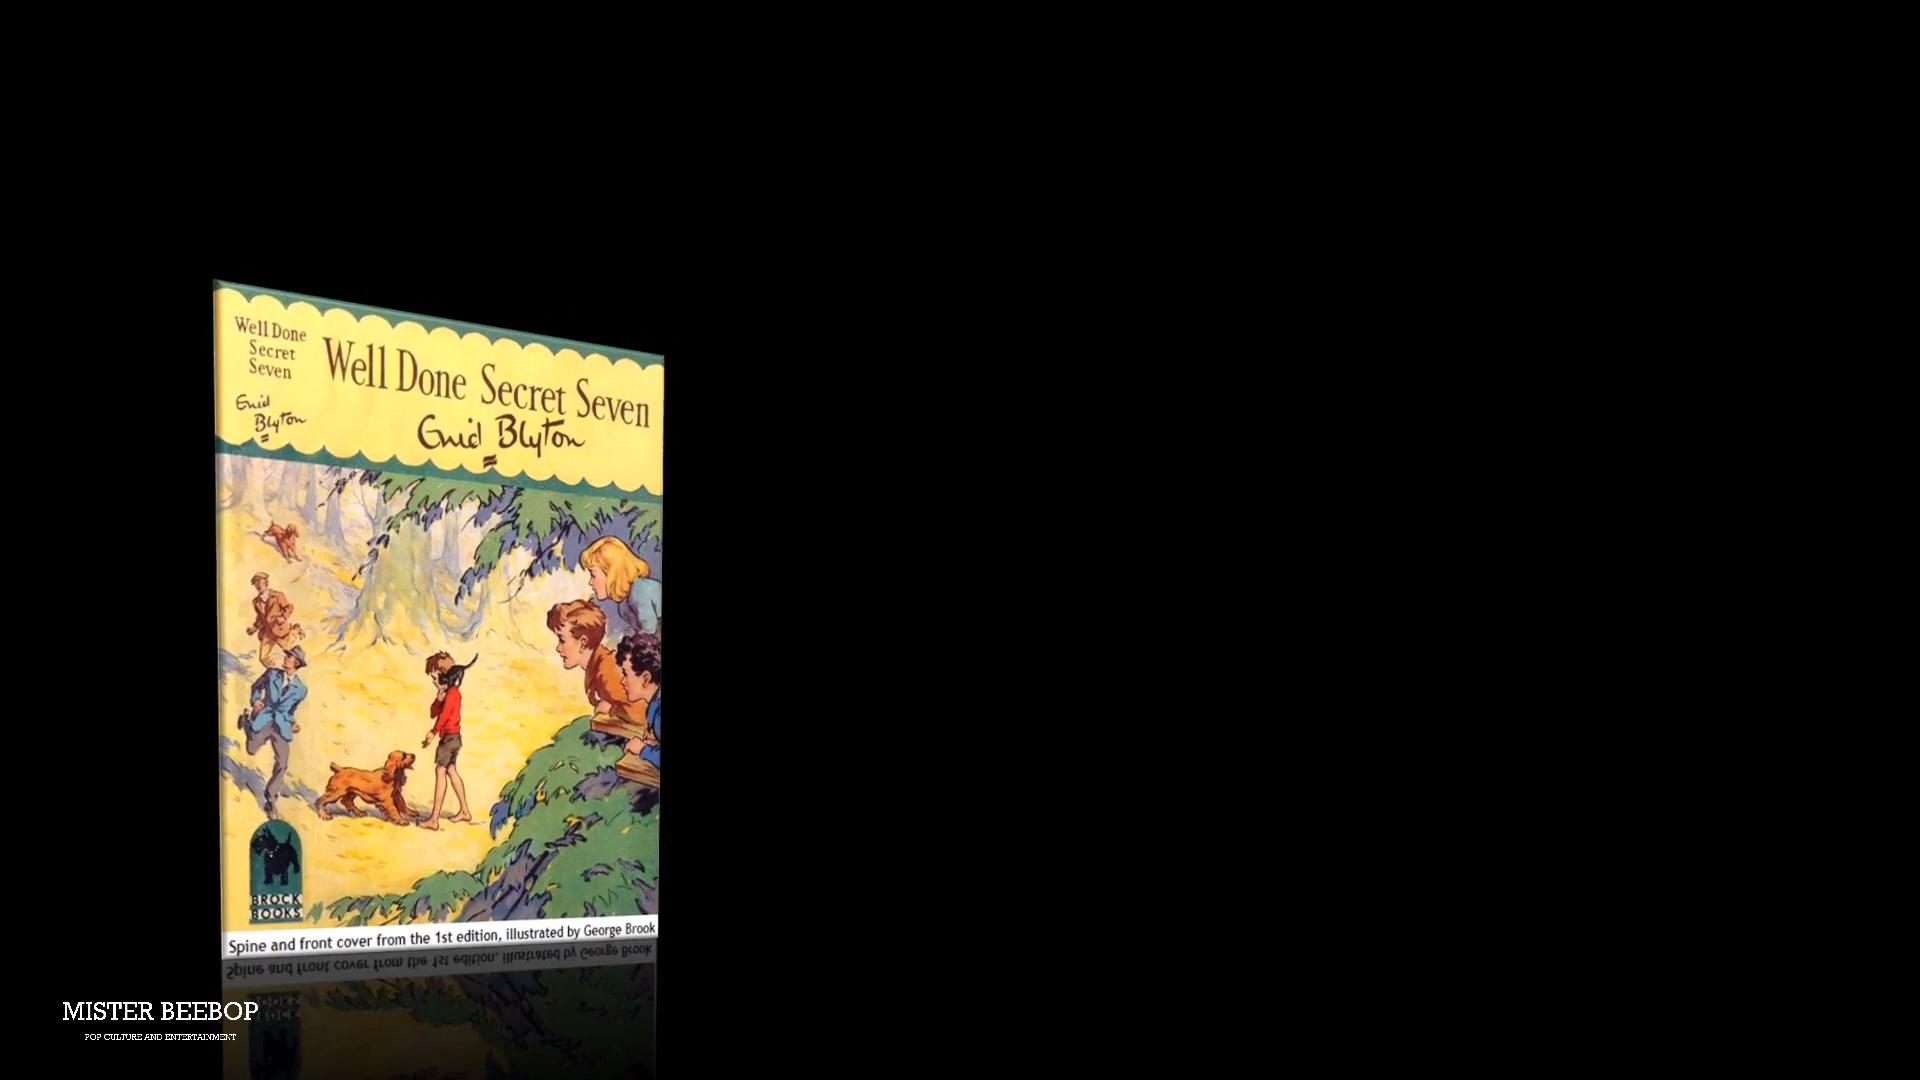 Well Done
Secret
Seven
Enid
Blyton
Well Done Secret Seven
Enid Blyton
BROCK
BOOKS
Spine and front cover from the 1st edition, illustrated by George Brook
MISTER BEEBOP
POP CULTURE AND ENTERTAINMENT